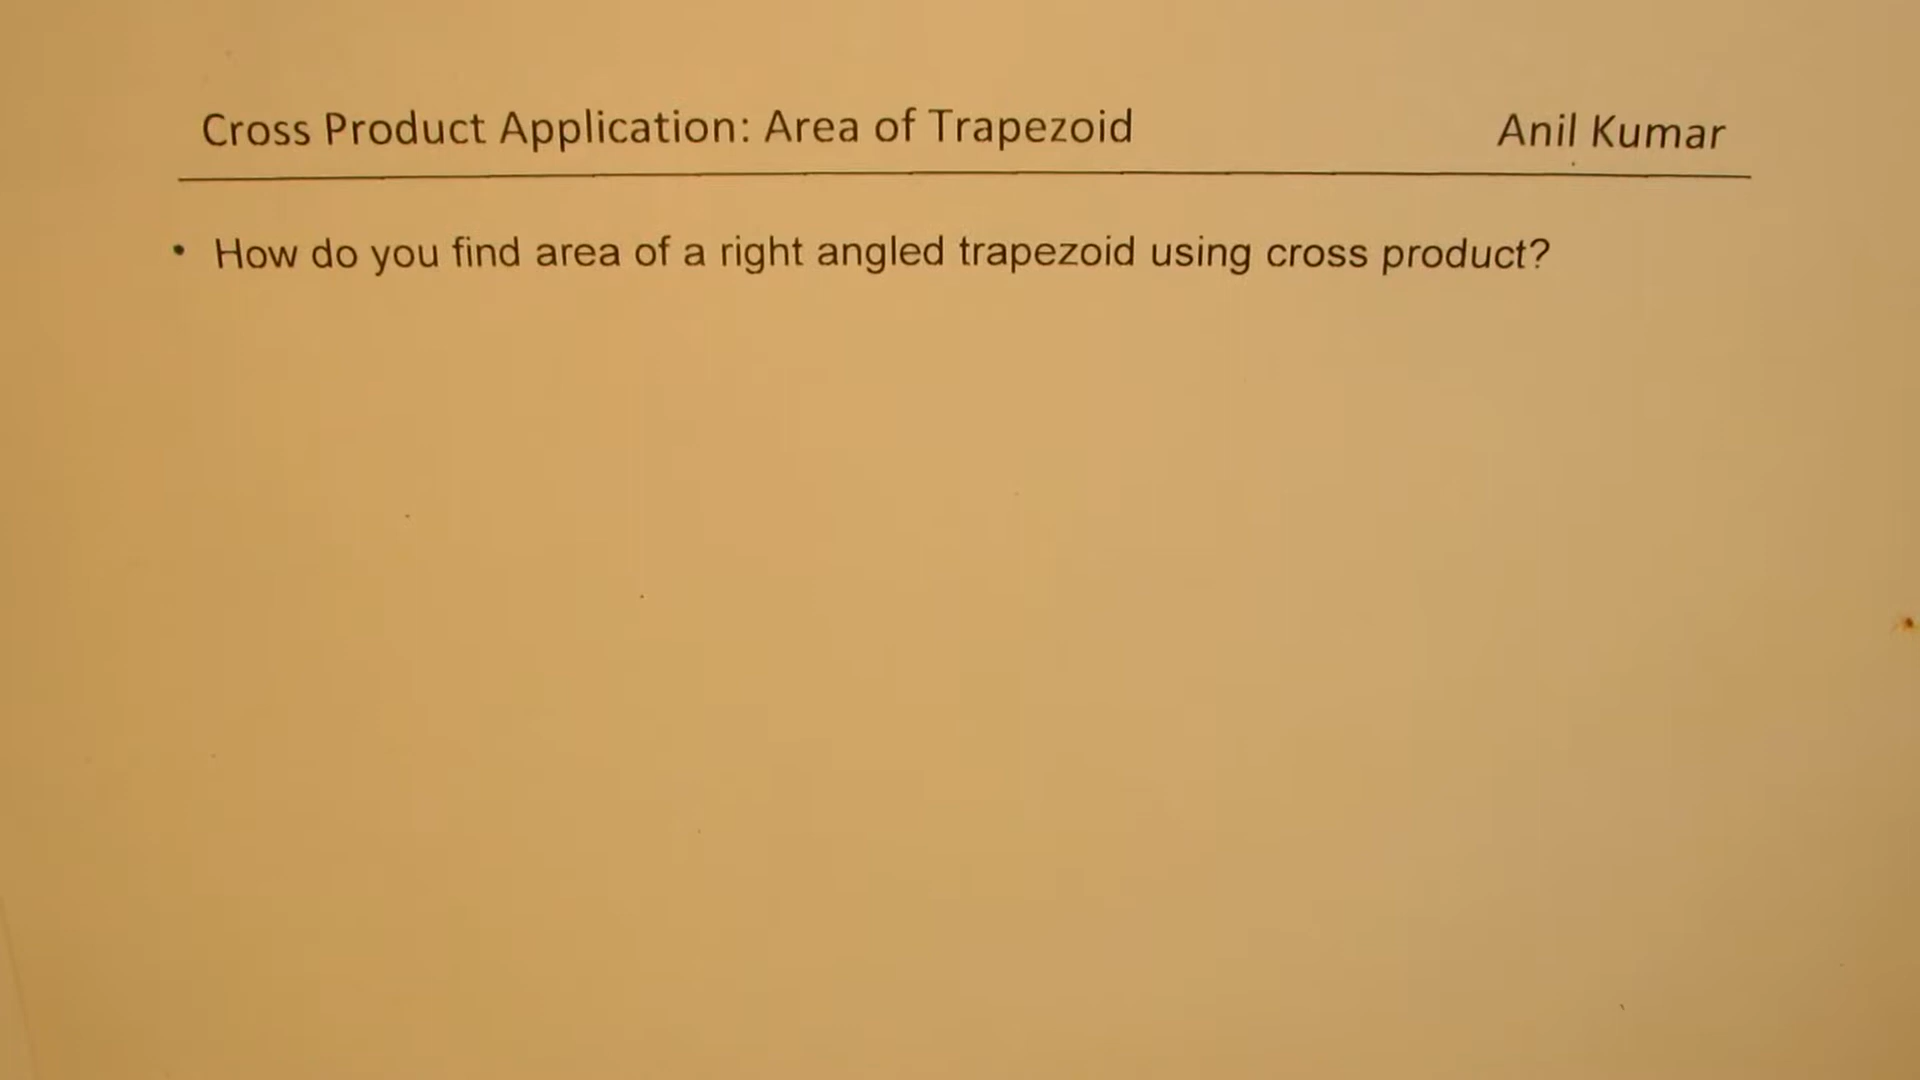 Cross Product Application: Area of Trapezoid Anil Kumar
• How do you find area of a right angled trapezoid using cross product?